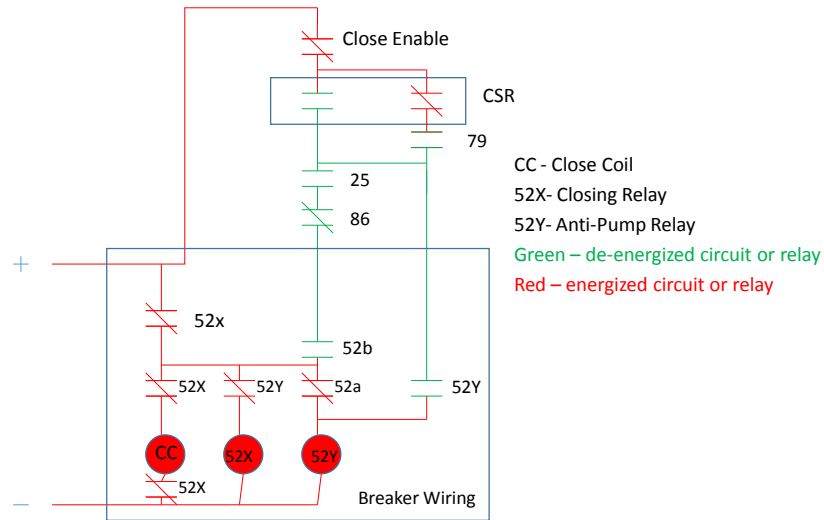 Close Enable
CSR
79
25
86
CC - Close Coil
52X- Closing Relay
52Y- Anti-Pump Relay
Green – de-energized circuit or relay
Red – energized circuit or relay
+
52x
52b
52X
52Y
52a
52Y
CC
52X
52Y
52X
–
Breaker Wiring